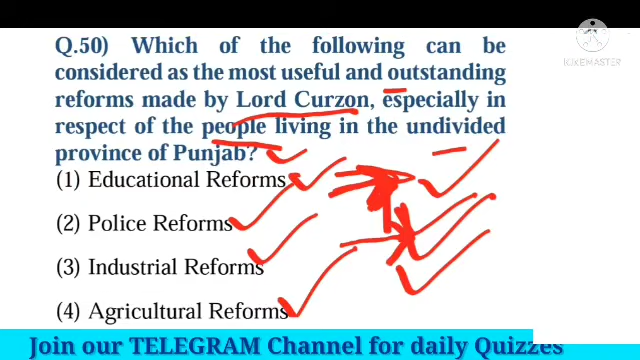 KINEMASTER
Q.50) Which of the following can be
considered as the most useful and outstanding
reforms made by Lord Curzon, especially in
respect of the people living in the undivided
province of Punjab?
(1) Educational Reforms
(2) Police Reforms
(3) Industrial Reforms
(4) Agricultural Reforms
Join our TELEGRAM Channel for daily Quizzes